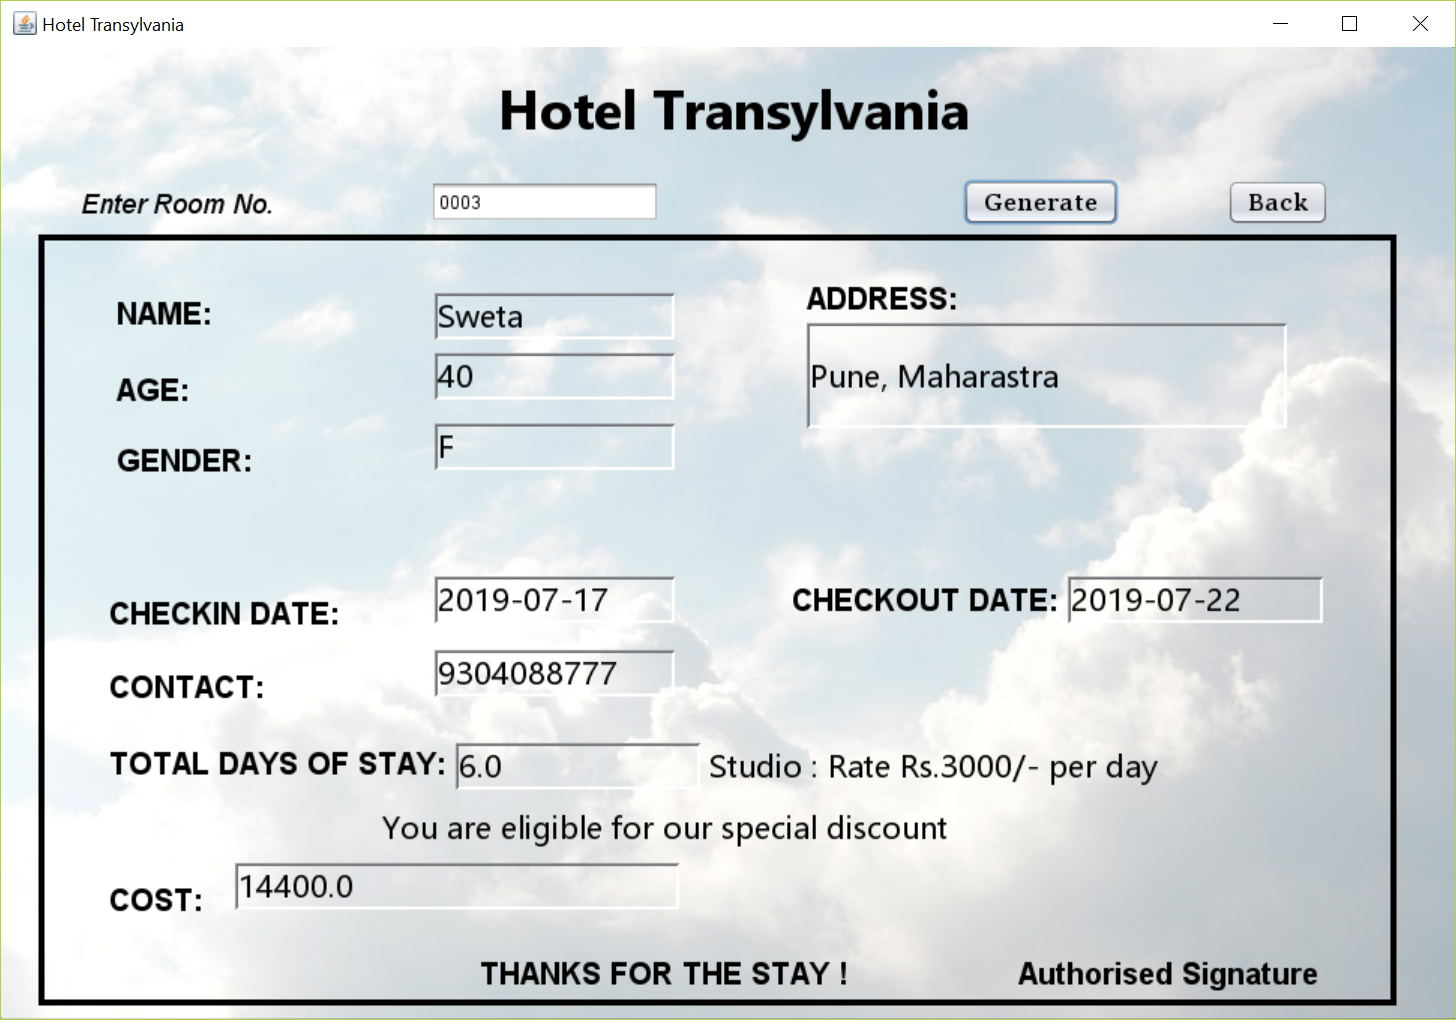 Hotel Transylvania
Hotel Transylvania
Enter Room No. 0003 Generate Back
NAME: Sweta
ADDRESS:
Pune, Maharastra
AGE: 40
GENDER: F
CHECKIN DATE: 2019-07-17 CHECKOUT DATE: 2019-07-22
CONTACT: 9304088777
TOTAL DAYS OF STAY: 6.0 Studio : Rate Rs.3000/- per day
You are eligible for our special discount
COST: 14400.0
THANKS FOR THE STAY ! Authorised Signature